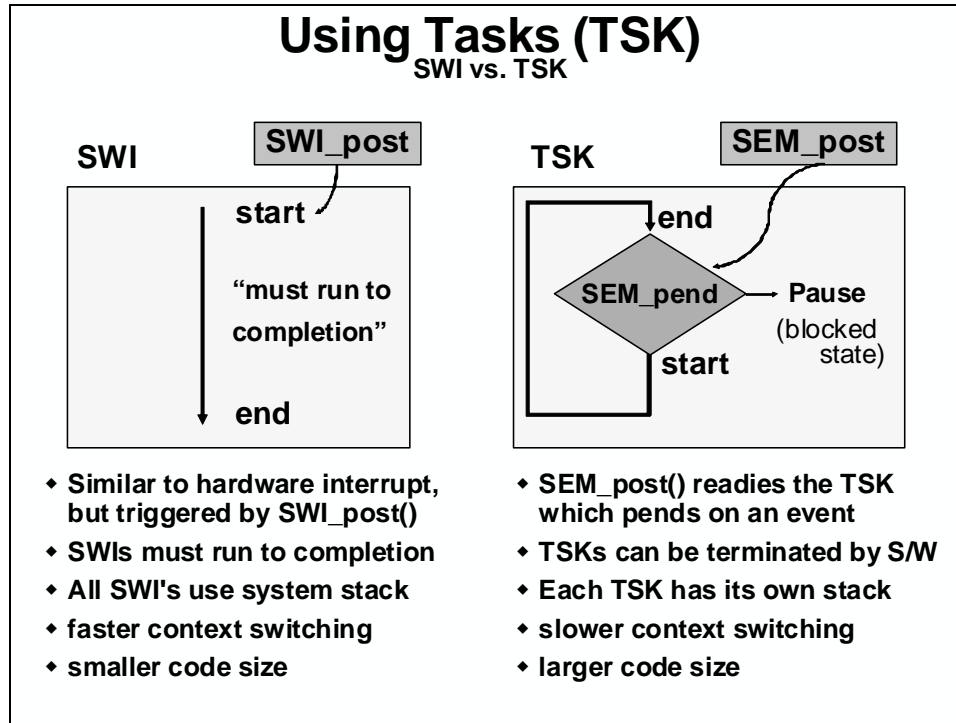 Using Tasks (TSK)
SWI vs. TSK
SWI
SWI_post
start
“must run to
completion”
end
◆ Similar to hardware interrupt,
but triggered by SWI_post()
◆ SWIs must run to completion
◆ All SWI's use system stack
◆ faster context switching
◆ smaller code size
TSK
SEM_post
end
SEM_pend
Pause
(blocked
state)
start
◆ SEM_post() readies the TSK
which pends on an event
◆ TSKs can be terminated by S/W
◆ Each TSK has its own stack
◆ slower context switching
◆ larger code size